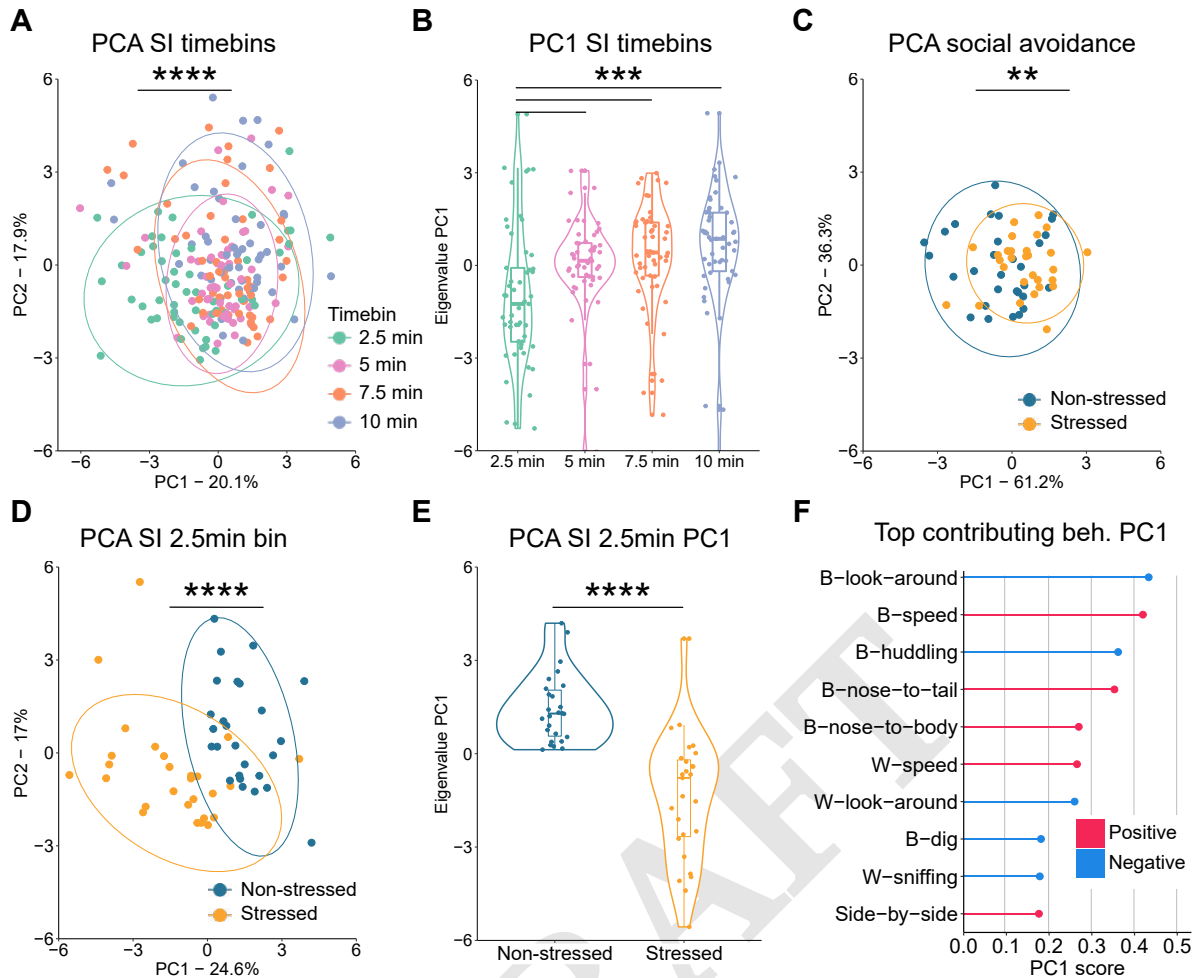 A
PCA SI timebins
****
6
3
0
−3
−6
PC2 − 17.9%
−6 −3 0 3 6
PC1 − 20.1%
Timebin
2.5 min
5 min
7.5 min
10 min
B
PC1 SI timebins
***
6
3
0
−3
−6
Eigenvalue PC1
2.5 min 5 min 7.5 min 10 min
C
PCA social avoidance
**
6
3
0
−3
−6
PC2 − 36.3%
Non−stressed
Stressed
−6 −3 0 3 6
PC1 − 61.2%
D
PCA SI 2.5min bin
****
6
3
0
−3
−6
PC2 − 17%
Non−stressed
Stressed
−6 −3 0 3 6
PC1 − 24.6%
E
PCA SI 2.5min PC1
****
6
3
0
−3
−6
Eigenvalue PC1
Non−stressed Stressed
F
Top contributing beh. PC1
B−look−around
B−speed
B−huddling
B−nose−to−tail
B−nose−to−body
W−speed
W−look−around
B−dig
W−sniffing
Side−by−side
Positive
Negative
0.0 0.1 0.2 0.3 0.4 0.5
PC1 score